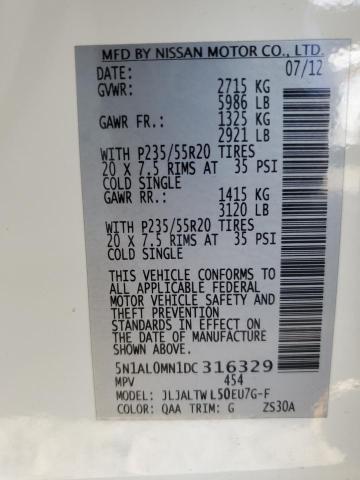 MFD BY NISSAN MOTOR CO., LTD.
DATE: 07/12
GVWR: 2715 KG
5986 LB
GAWR FR.: 1325 KG
2921 LB
WITH P235/55R20 TIRES
20 X 7.5 RIMS AT 35 PSI
COLD SINGLE
GAWR RR.: 1415 KG
3120 LB
WITH P235/55R20 TIRES
20 X 7.5 RIMS AT 35 PSI
COLD SINGLE
THIS VEHICLE CONFORMS TO
ALL APPLICABLE FEDERAL
MOTOR VEHICLE SAFETY AND
THEFT PREVENTION
STANDARDS IN EFFECT ON THE
DATE OF MANUFACTURE
SHOWN ABOVE.
5N1AL0MN1DC316329
MPV 454
MODEL: JLJALTWL50EU7G-F
COLOR: QAA TRIM: G ZS30A